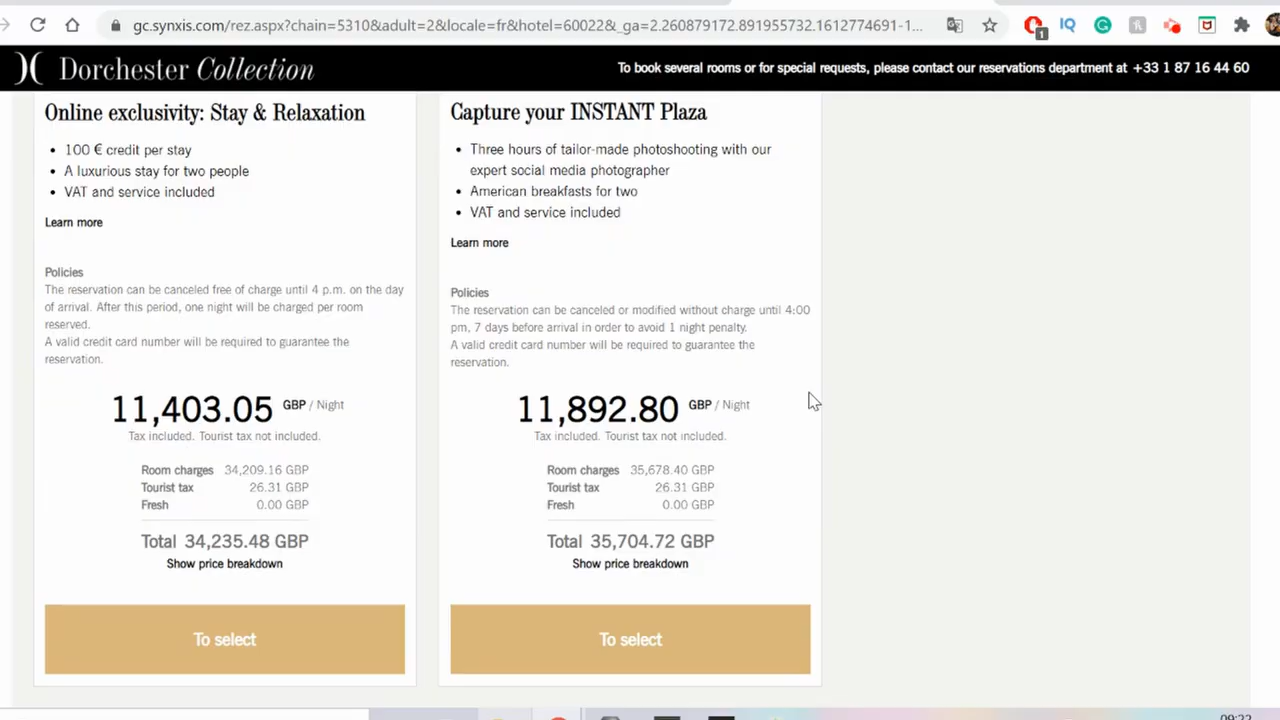 gc.synxis.com/rez.aspx?chain=5310&adult=2&locale=fr&hotel=60022&_ga=2.260879172.891955732.1612774691-1...
1
IQ
Dorchester Collection
To book several rooms or for special requests, please contact our reservations department at +33 1 87 16 44 60
Online exclusivity: Stay & Relaxation
• 100 € credit per stay
• A luxurious stay for two people
• VAT and service included
Learn more
Policies
The reservation can be canceled free of charge until 4 p.m. on the day
of arrival. After this period, one night will be charged per room
reserved.
A valid credit card number will be required to guarantee the
reservation.
11,403.05 GBP / Night
Tax included. Tourist tax not included.
Room charges 34,209.16 GBP
Tourist tax 26.31 GBP
Fresh 0.00 GBP
Total 34,235.48 GBP
Show price breakdown
To select
Capture your INSTANT Plaza
• Three hours of tailor-made photoshooting with our
expert social media photographer
• American breakfasts for two
• VAT and service included
Learn more
Policies
The reservation can be canceled or modified without charge until 4:00
pm, 7 days before arrival in order to avoid 1 night penalty.
A valid credit card number will be required to guarantee the
reservation.
11,892.80 GBP / Night
Tax included. Tourist tax not included.
Room charges 35,678.40 GBP
Tourist tax 26.31 GBP
Fresh 0.00 GBP
Total 35,704.72 GBP
Show price breakdown
To select